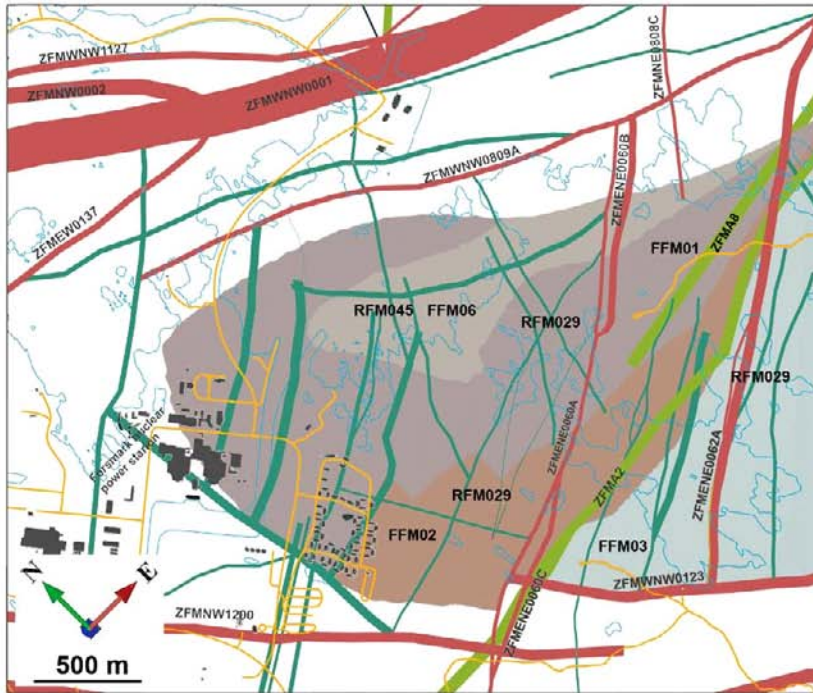 ZFMWNW1127
ZFMNW0002
ZFMWNW0001
ZFMNE0808C
ZFMWNW0809A
ZFMENE0060B
ZFMEW0137
FFM01
ZFMA8
RFM045
FFM06
RFM029
RFM029
Forsmark nuclear
power station
ZFMENE0060A
ZFMENE0062A
RFM029
ZFMA2
FFM02
FFM03
ZFMENE0060C
ZFMWNW0123
N
E
ZFMNW1200
500 m